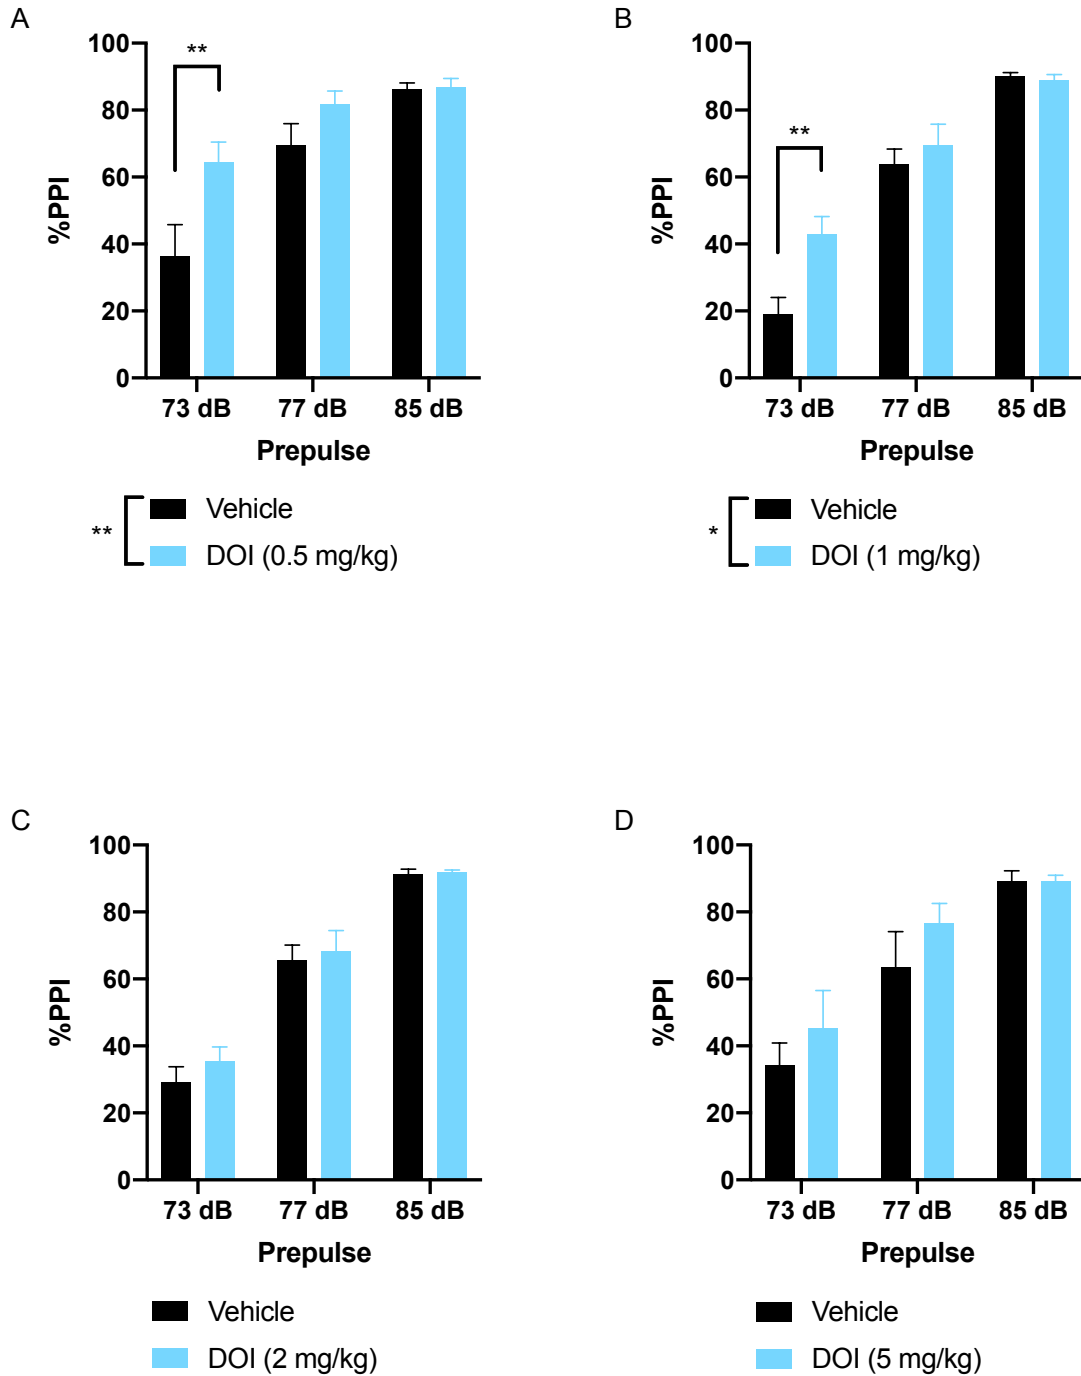 A
B
**
**
100
80
60
40
20
0
%PPI
73 dB
77 dB
85 dB
Prepulse
**
Vehicle
DOI (0.5 mg/kg)
100
80
60
40
20
0
%PPI
73 dB
77 dB
85 dB
Prepulse
*
Vehicle
DOI (1 mg/kg)
C
D
100
80
60
40
20
0
%PPI
73 dB
77 dB
85 dB
Prepulse
Vehicle
DOI (2 mg/kg)
100
80
60
40
20
0
%PPI
73 dB
77 dB
85 dB
Prepulse
Vehicle
DOI (5 mg/kg)